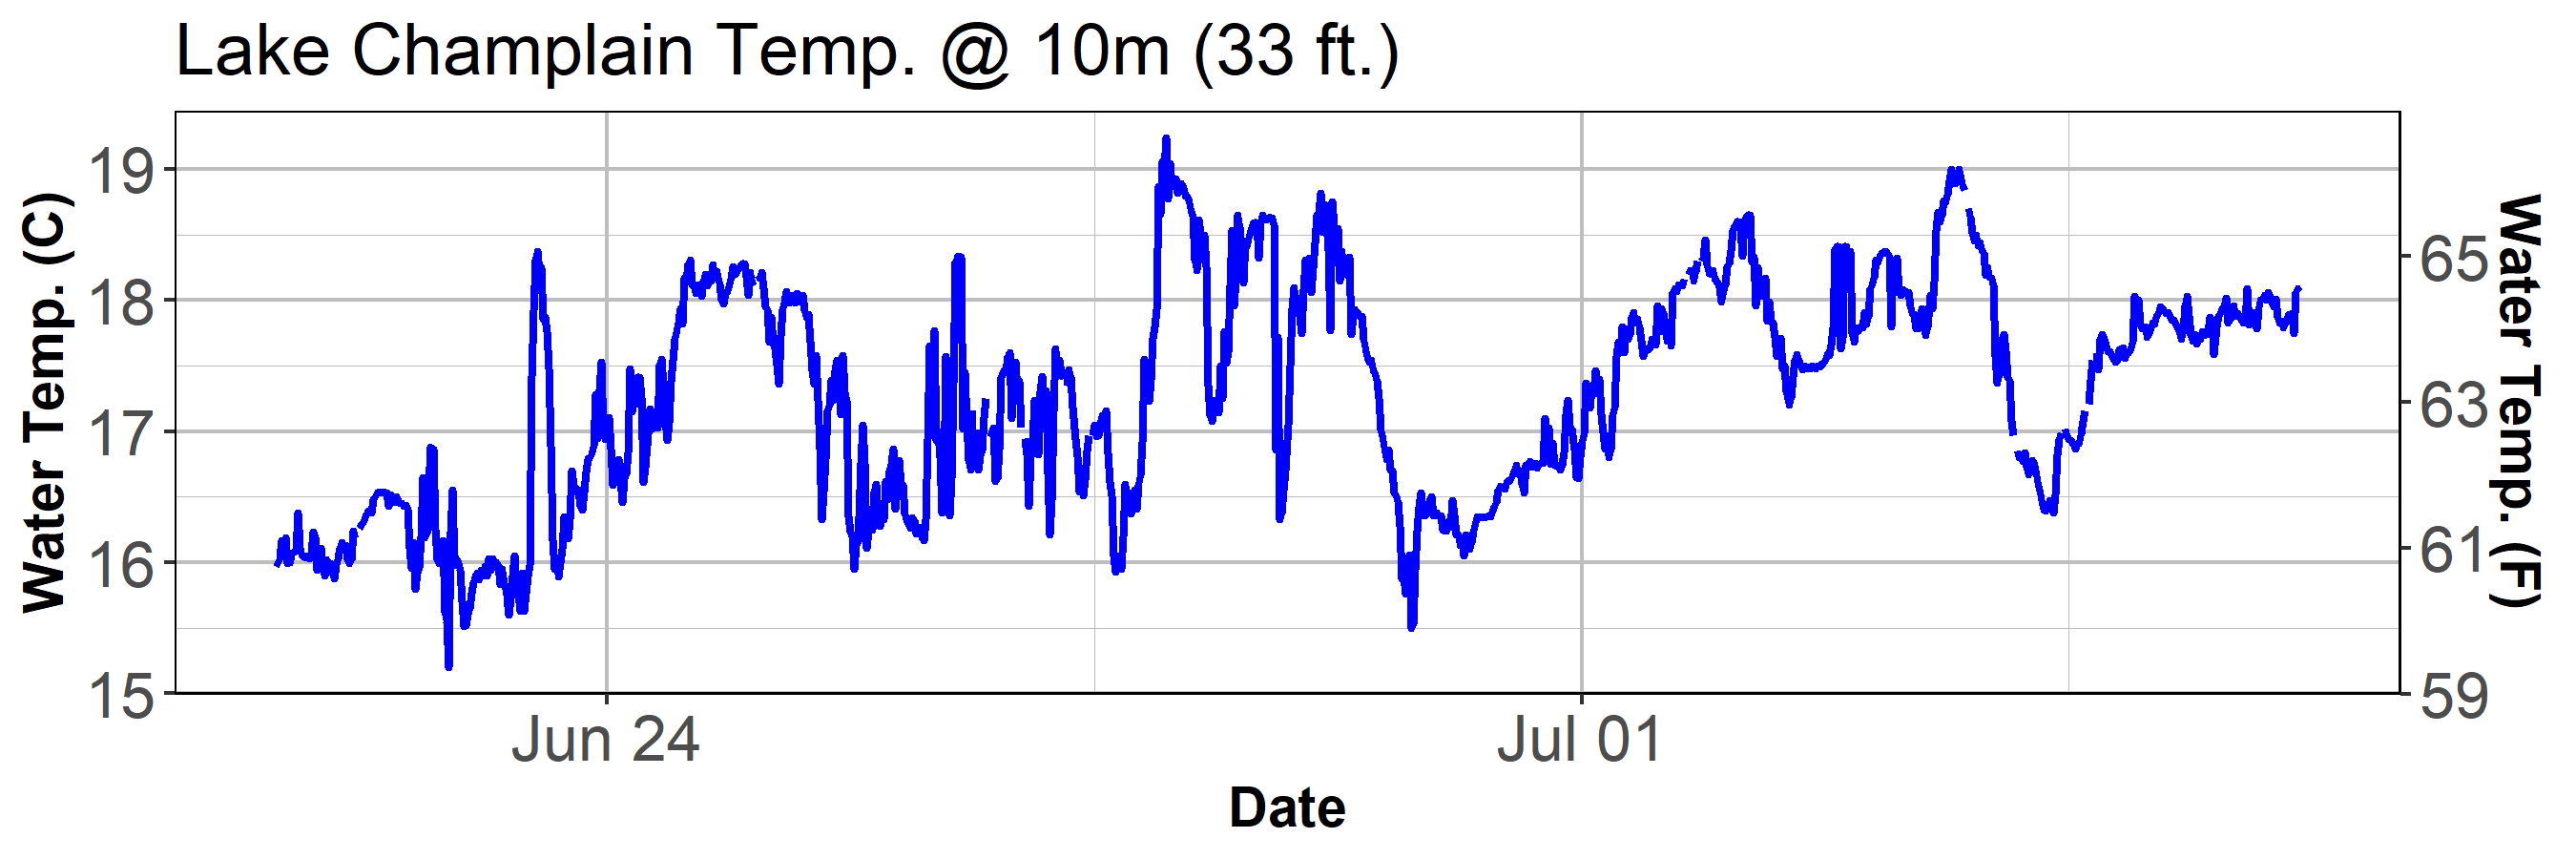 Lake Champlain Temp. @ 10m (33 ft.)
Water Temp. (C)
19
18
17
16
15
65
63
61
59
Water Temp. (F)
Jun 24
Jul 01
Date